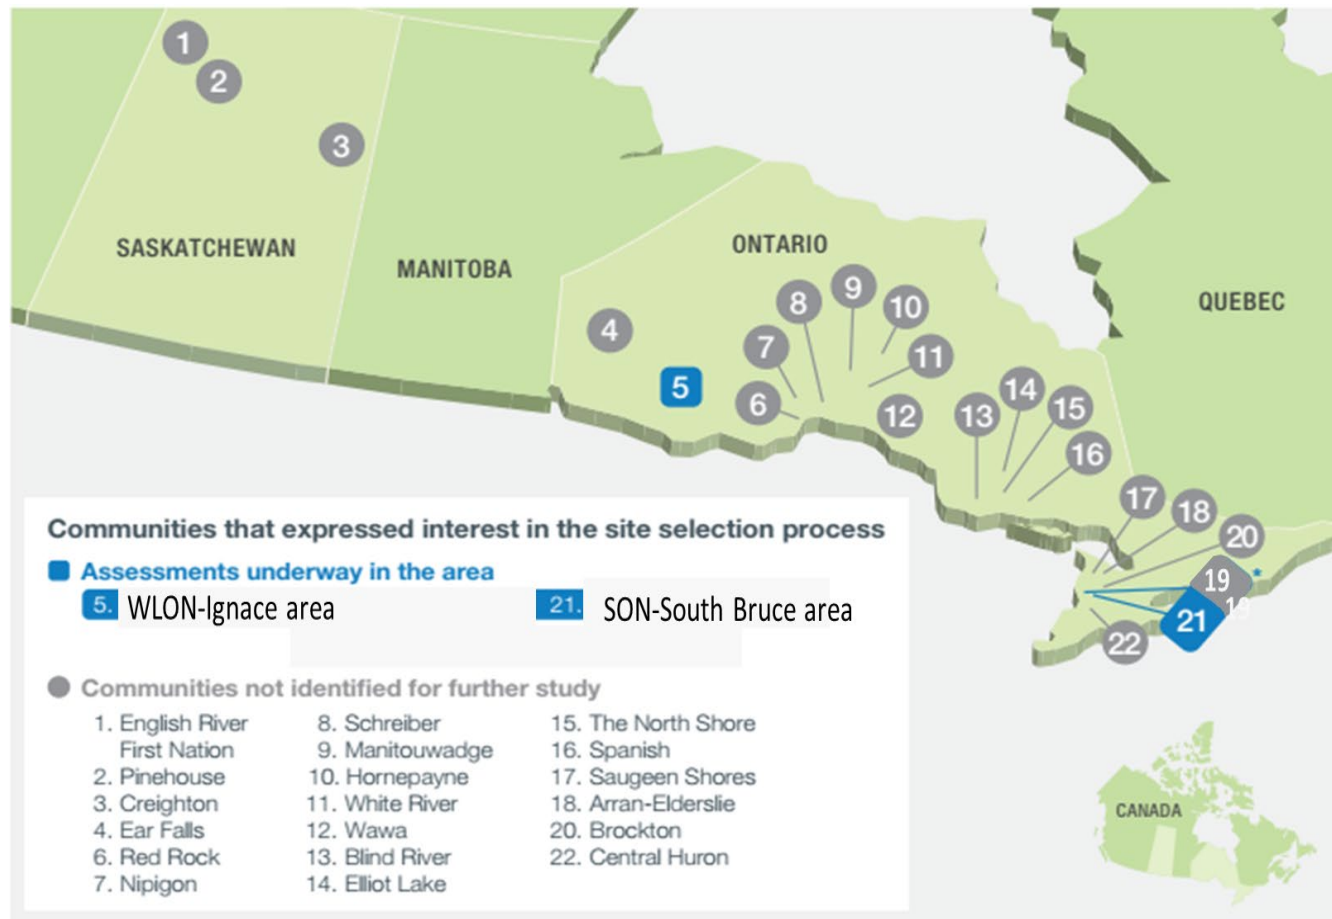 1
2
3
SASKATCHEWAN
MANITOBA
ONTARIO
QUEBEC
4
5
6
7
8
9
10
11
12
13
14
15
16
17
18
20
19
*
19
21
22
Communities that expressed interest in the site selection process
Assessments underway in the area
5. WLON-Ignace area
21. SON-South Bruce area
Communities not identified for further study
1. English River
First Nation
2. Pinehouse
3. Creighton
4. Ear Falls
6. Red Rock
7. Nipigon
8. Schreiber
9. Manitouwadge
10. Hornepayne
11. White River
12. Wawa
13. Blind River
14. Elliot Lake
15. The North Shore
16. Spanish
17. Saugeen Shores
18. Arran-Elderslie
20. Brockton
22. Central Huron
CANADA